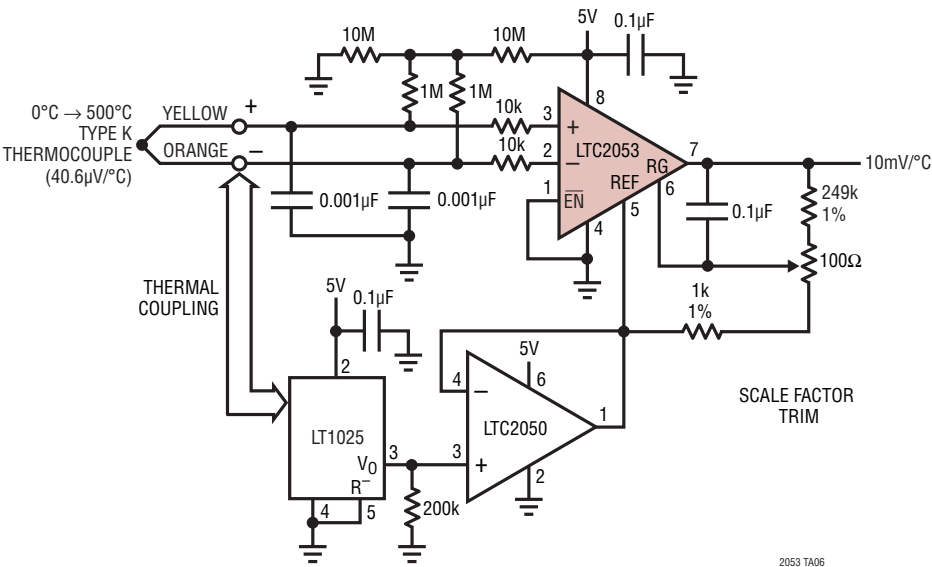 10M
10M
5V
0.1µF
1M
1M
0°C → 500°C
TYPE K
THERMOCOUPLE
(40.6µV/°C)
YELLOW
+
ORANGE
−
10k
10k
3
2
1
8
+
−
EN
LTC2053
RG
REF
7
6
5
4
10mV/°C
0.001µF
0.001µF
0.1µF
249k
1%
100Ω
1k
1%
THERMAL
COUPLING
5V
0.1µF
2
LT1025
VO
R−
3
4
5
200k
5V
6
4
−
3
+
LTC2050
1
2
SCALE FACTOR
TRIM
2053 TA06